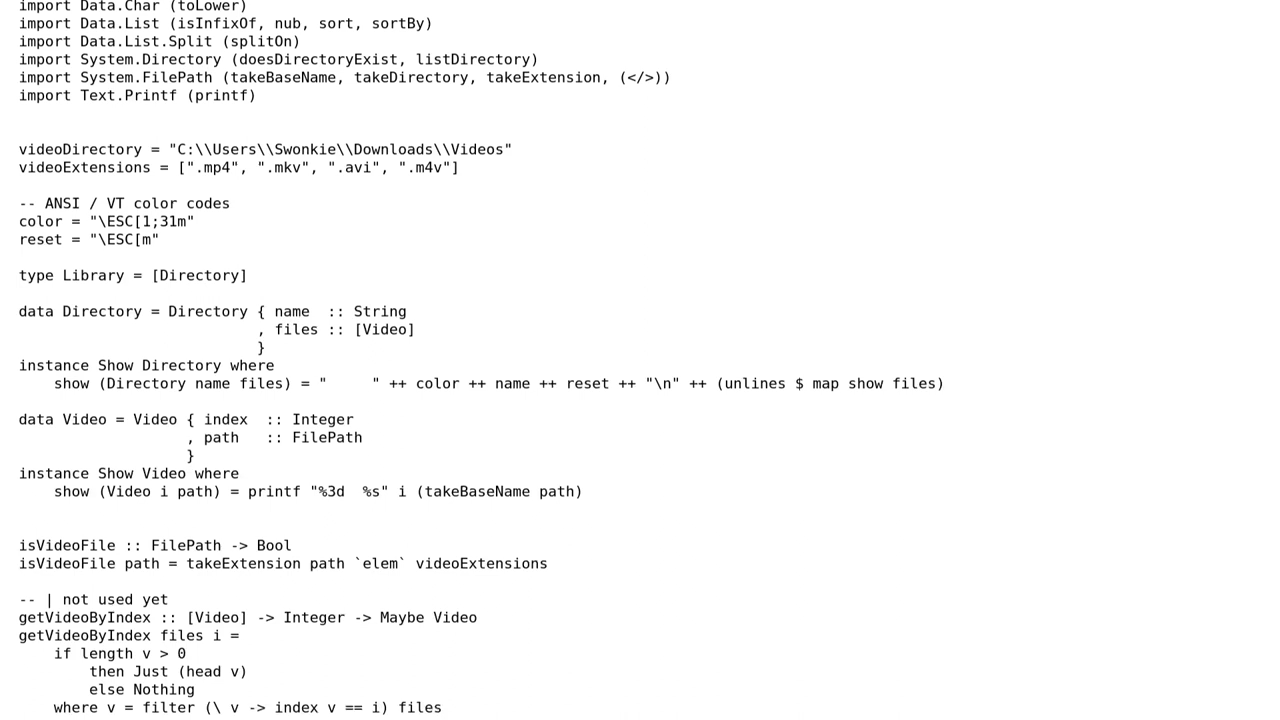 import Data.Char (toLower)
import Data.List (isInfixOf, nub, sort, sortBy)
import Data.List.Split (splitOn)
import System.Directory (doesDirectoryExist, listDirectory)
import System.FilePath (takeBaseName, takeDirectory, takeExtension, (</>))
import Text.Printf (printf)


videoDirectory = "C:\\Users\\Swonkie\\Downloads\\Videos"
videoExtensions = [".mp4", ".mkv", ".avi", ".m4v"]

-- ANSI / VT color codes
color = "\ESC[1;31m"
reset = "\ESC[m"

type Library = [Directory]

data Directory = Directory { name  :: String
                           , files :: [Video]
                           }
instance Show Directory where
    show (Directory name files) = "     " ++ color ++ name ++ reset ++ "\n" ++ (unlines $ map show files)

data Video = Video { index  :: Integer
                   , path   :: FilePath
                   }
instance Show Video where
    show (Video i path) = printf "%3d  %s" i (takeBaseName path)


isVideoFile :: FilePath -> Bool
isVideoFile path = takeExtension path `elem` videoExtensions

-- | not used yet
getVideoByIndex :: [Video] -> Integer -> Maybe Video
getVideoByIndex files i =
    if length v > 0
        then Just (head v)
        else Nothing
    where v = filter (\ v -> index v == i) files